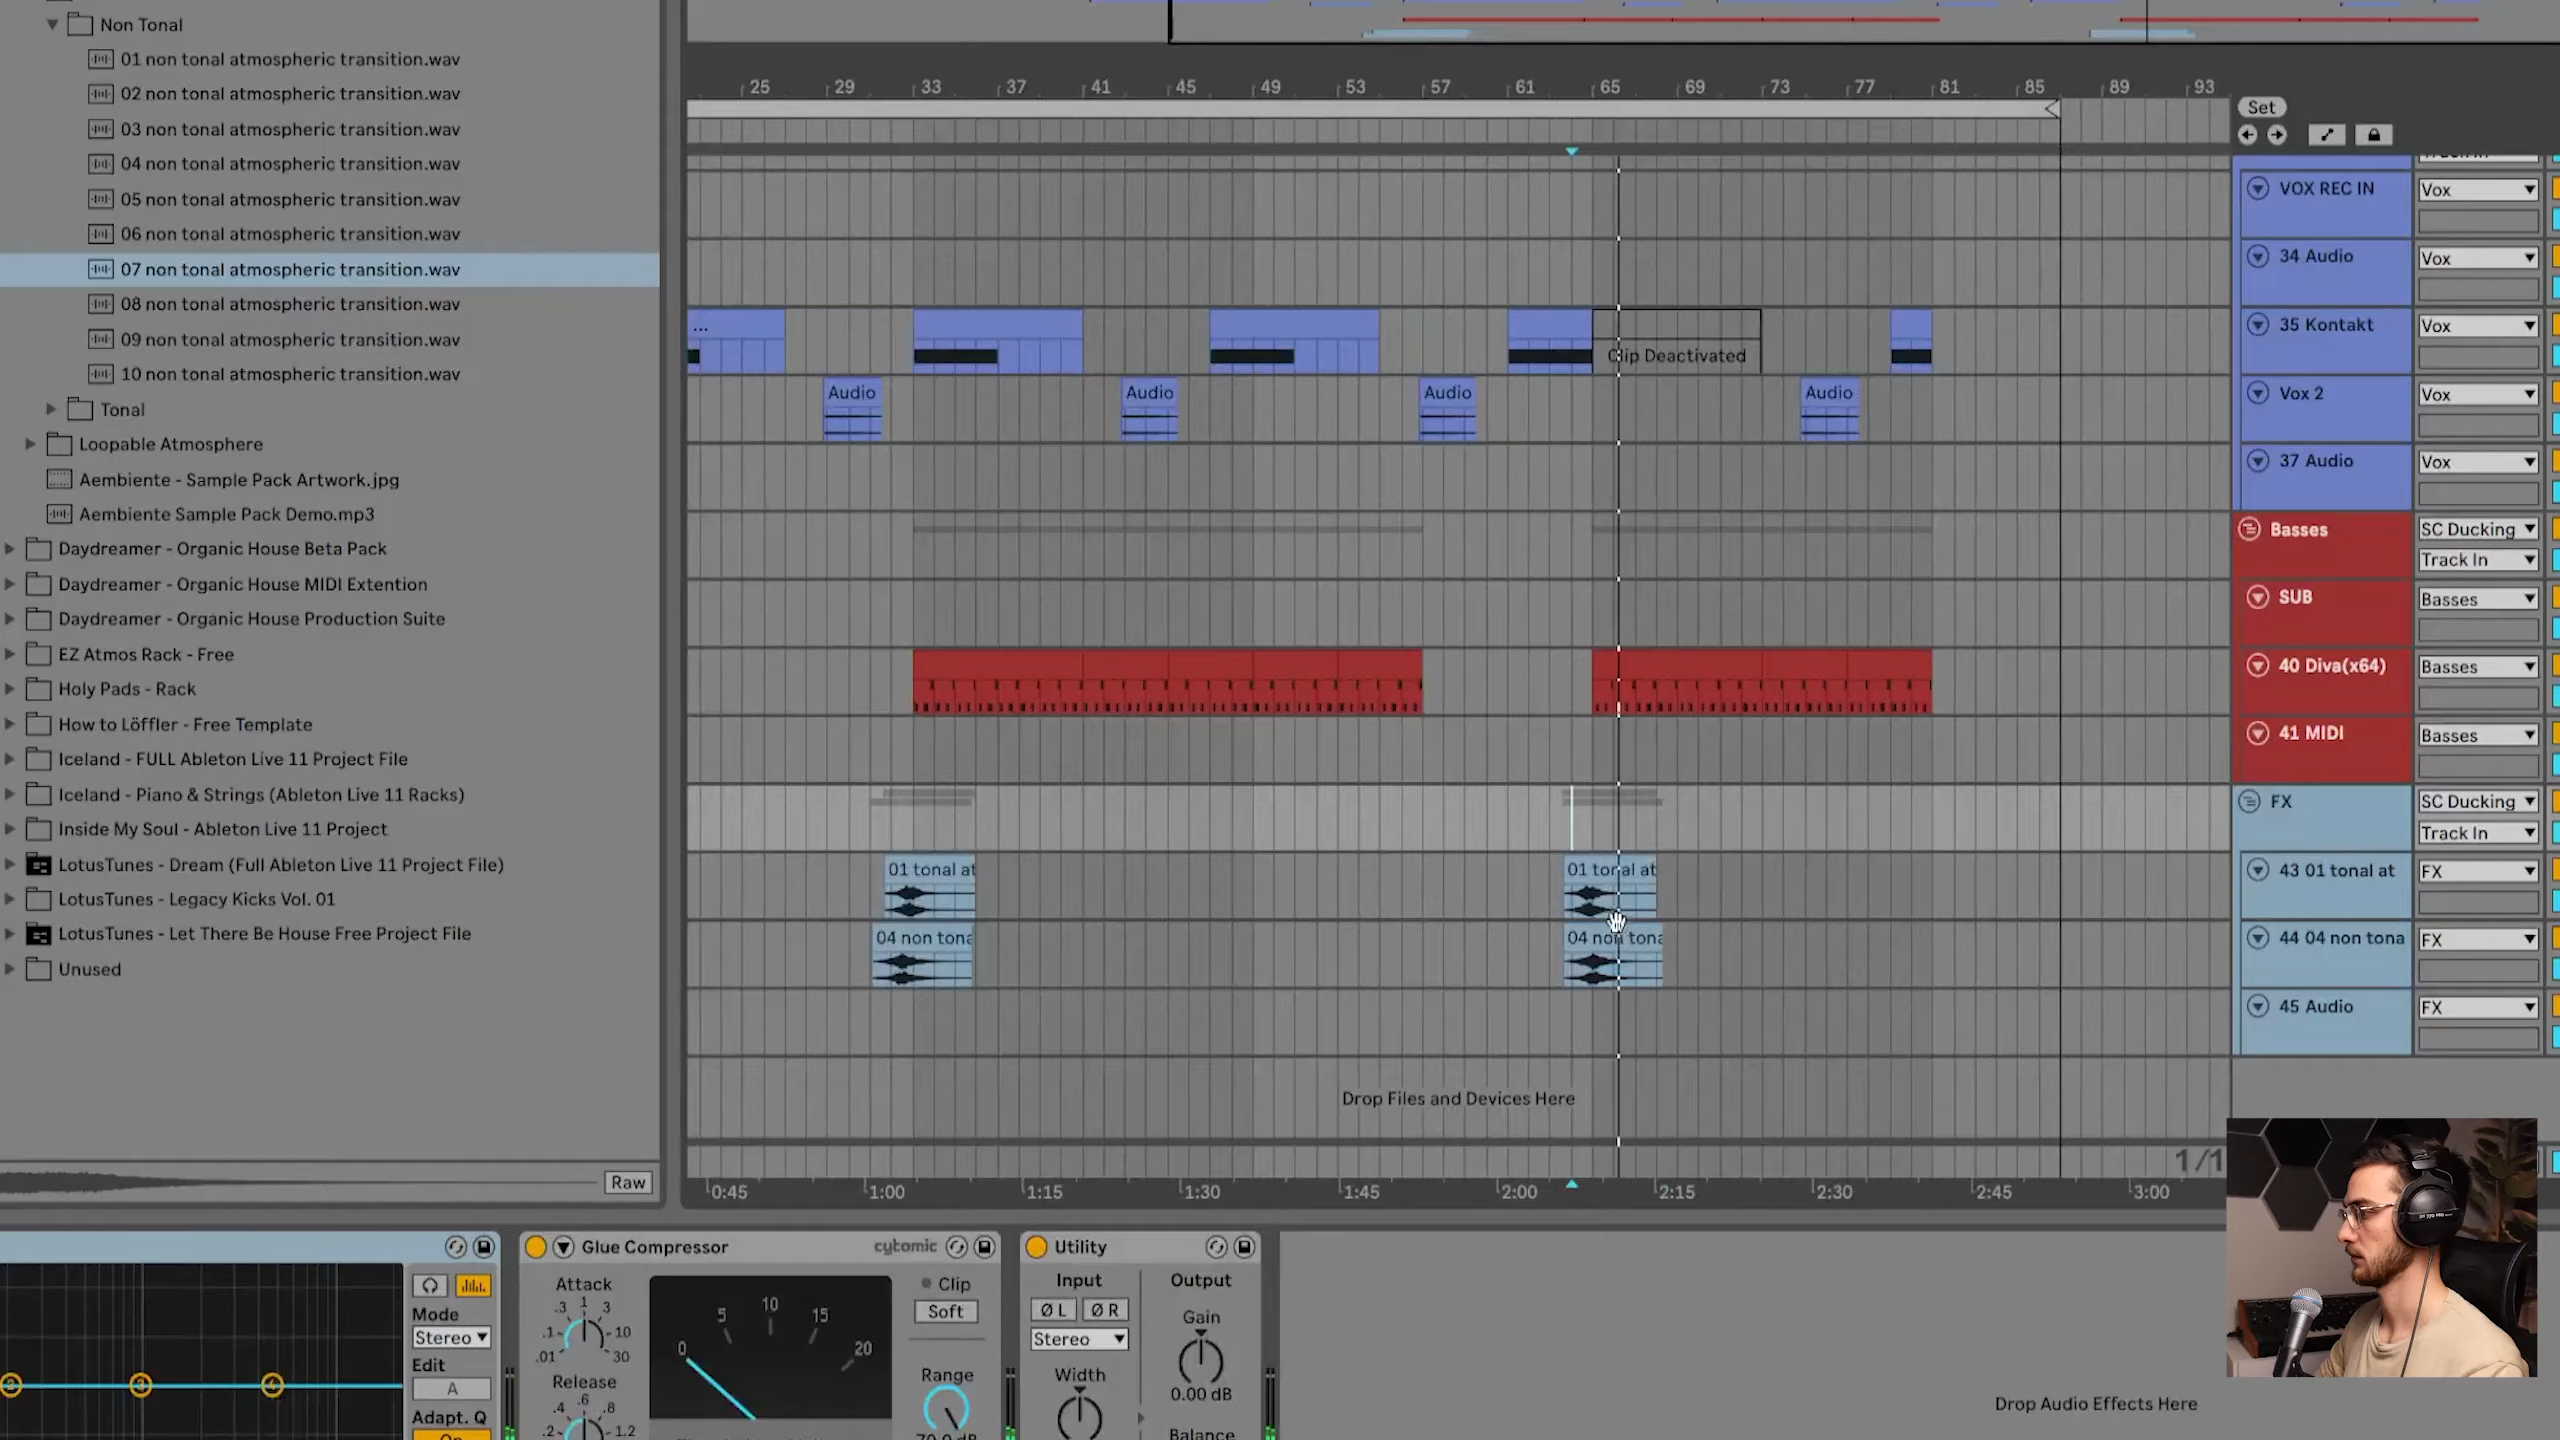 Non Tonal
01 non tonal atmospheric transition.wav
02 non tonal atmospheric transition.wav
03 non tonal atmospheric transition.wav
04 non tonal atmospheric transition.wav
05 non tonal atmospheric transition.wav
06 non tonal atmospheric transition.wav
07 non tonal atmospheric transition.wav
08 non tonal atmospheric transition.wav
09 non tonal atmospheric transition.wav
10 non tonal atmospheric transition.wav
Tonal
Loopable Atmosphere
Aembiente - Sample Pack Artwork.jpg
Aembiente Sample Pack Demo.mp3
Daydreamer - Organic House Beta Pack
Daydreamer - Organic House MIDI Extention
Daydreamer - Organic House Production Suite
EZ Atmos Rack - Free
Holy Pads - Rack
How to Löffler - Free Template
Iceland - FULL Ableton Live 11 Project File
Iceland - Piano & Strings (Ableton Live 11 Racks)
Inside My Soul - Ableton Live 11 Project
LotusTunes - Dream (Full Ableton Live 11 Project File)
LotusTunes - Legacy Kicks Vol. 01
LotusTunes - Let There Be House Free Project File
Unused
Raw
25 29 33 37 41 45 49 53 57 61 65 69 73 77 81 85 89 93
Set
...
Clip Deactivated
Audio Audio Audio Audio
01 tonal at 01 tonal at
04 non tona 04 non tona
Drop Files and Devices Here
1/1
0:45 1:00 1:15 1:30 1:45 2:00 2:15 2:30 2:45 3:00
VOX REC IN Vox
34 Audio Vox
35 Kontakt Vox
Vox 2 Vox
37 Audio Vox
Basses SC Ducking
Track In
SUB Basses
40 Diva(x64) Basses
41 MIDI Basses
FX SC Ducking
Track In
43 01 tonal at FX
44 04 non tona FX
45 Audio FX
2 3 4
Mode
Stereo
Edit
A
Adapt. Q
On
Glue Compressor cytomic
Attack
.01 .1 .3 1 3 10 30
Release
.2 .4 .6 .8 1.2
0 5 10 15 20
Clip
Soft
Range
70.0 dB
Utility
Input
Ø L Ø R
Stereo
Width
Output
Gain
0.00 dB
Balance
Drop Audio Effects Here